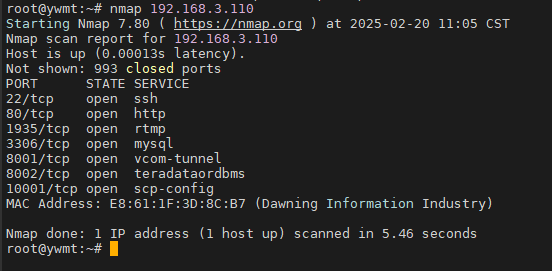 root@ywmt:~# nmap 192.168.3.110
Starting Nmap 7.80 ( https://nmap.org ) at 2025-02-20 11:05 CST
Nmap scan report for 192.168.3.110
Host is up (0.00013s latency).
Not shown: 993 closed ports
PORT      STATE SERVICE
22/tcp    open  ssh
80/tcp    open  http
1935/tcp  open  rtmp
3306/tcp  open  mysql
8001/tcp  open  vcom-tunnel
8002/tcp  open  teradataordbms
10001/tcp open  scp-config
MAC Address: E8:61:1F:3D:8C:B7 (Dawning Information Industry)
Nmap done: 1 IP address (1 host up) scanned in 5.46 seconds
root@ywmt:~#